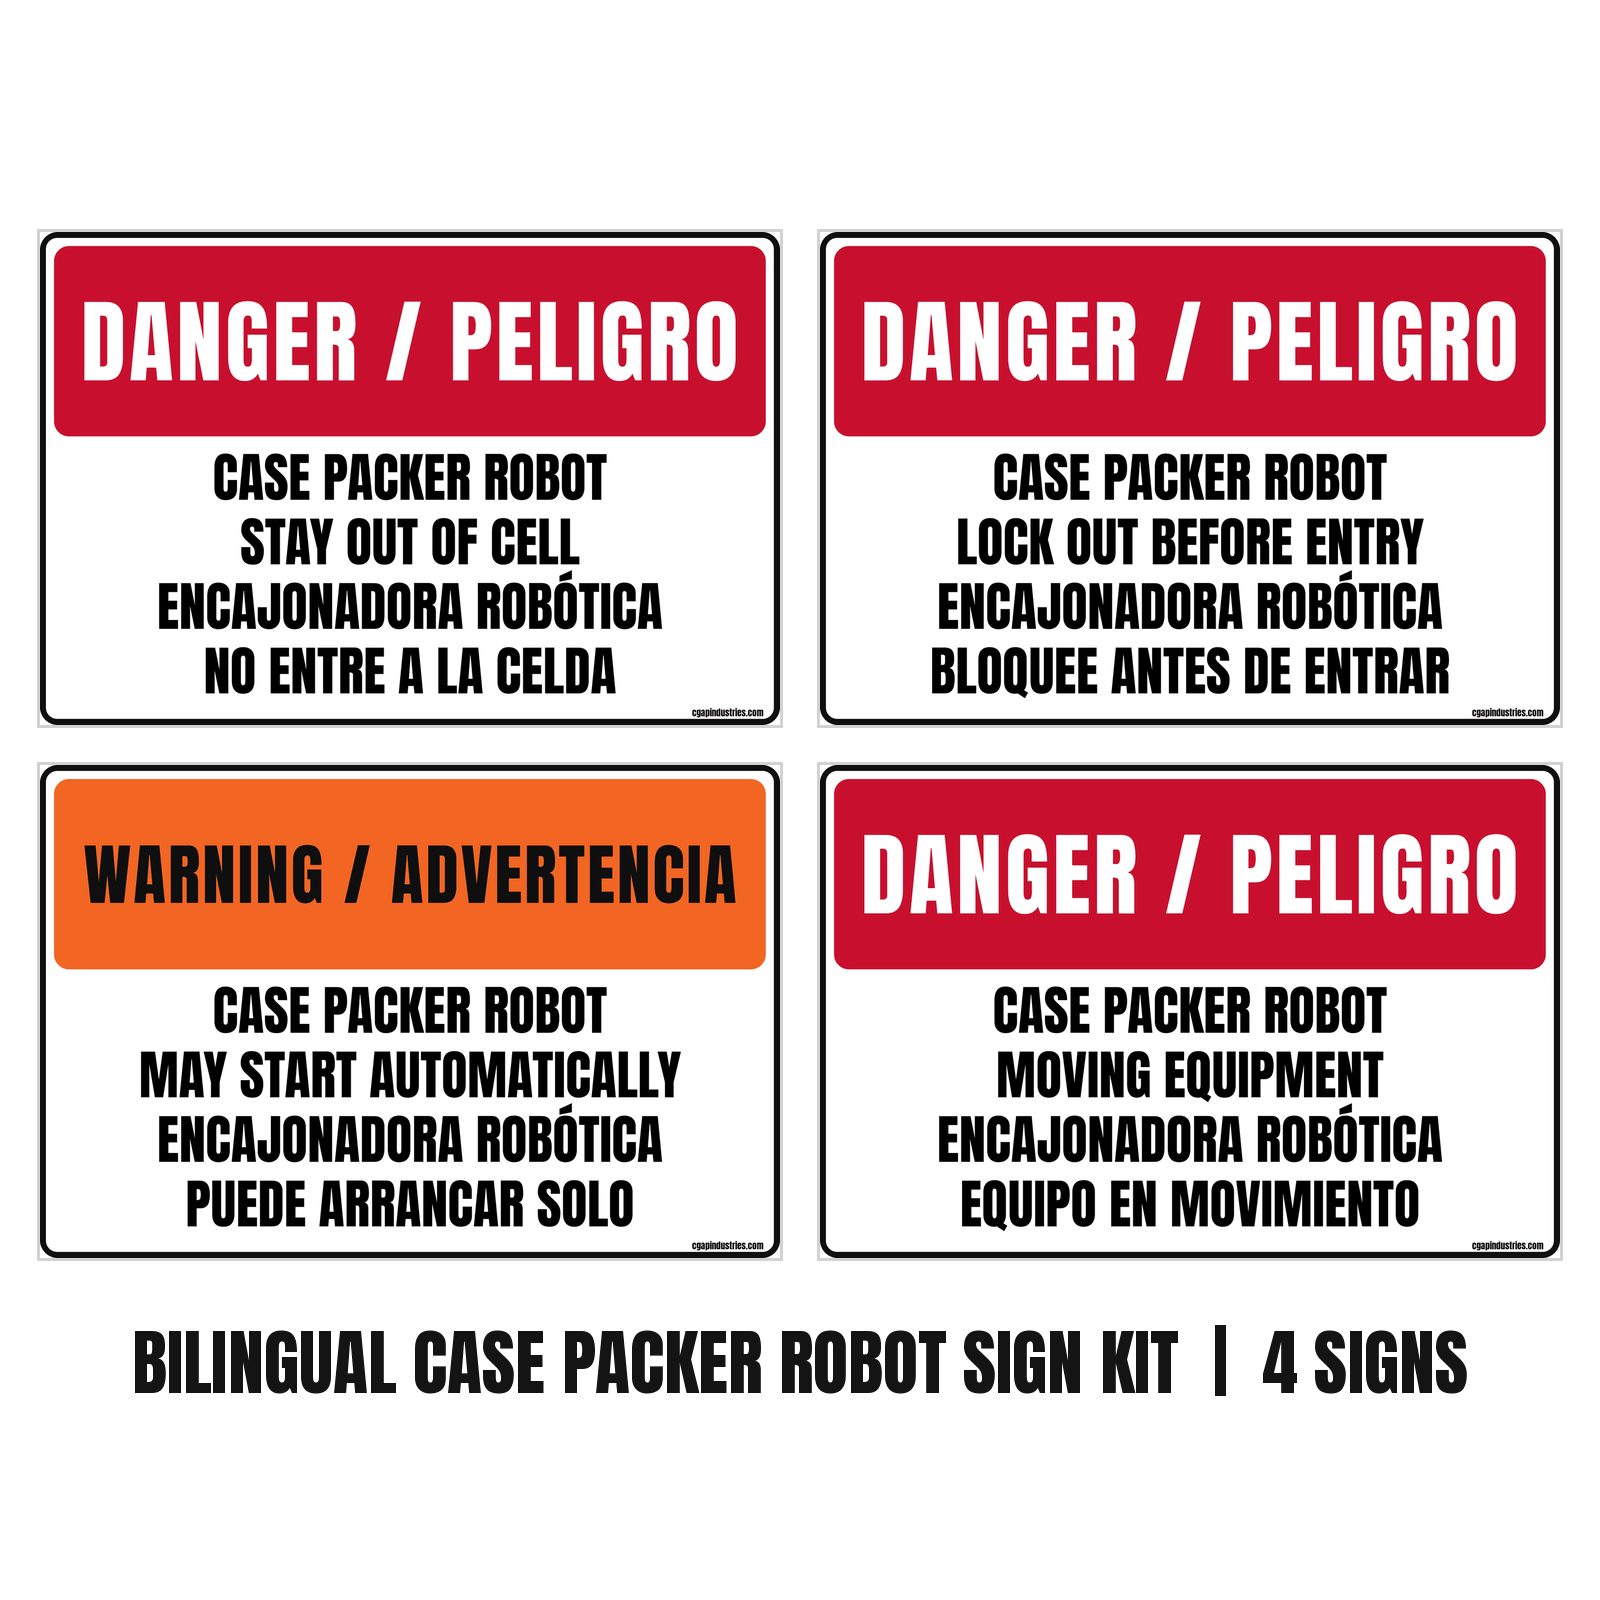 DANGER / PELIGRO
CASE PACKER ROBOT
STAY OUT OF CELL
ENCAJONADORA ROBÓTICA
NO ENTRE A LA CELDA
cgapindustries.com
DANGER / PELIGRO
CASE PACKER ROBOT
LOCK OUT BEFORE ENTRY
ENCAJONADORA ROBÓTICA
BLOQUEE ANTES DE ENTRAR
cgapindustries.com
WARNING / ADVERTENCIA
CASE PACKER ROBOT
MAY START AUTOMATICALLY
ENCAJONADORA ROBÓTICA
PUEDE ARRANCAR SOLO
cgapindustries.com
DANGER / PELIGRO
CASE PACKER ROBOT
MOVING EQUIPMENT
ENCAJONADORA ROBÓTICA
EQUIPO EN MOVIMIENTO
cgapindustries.com
BILINGUAL CASE PACKER ROBOT SIGN KIT | 4 SIGNS